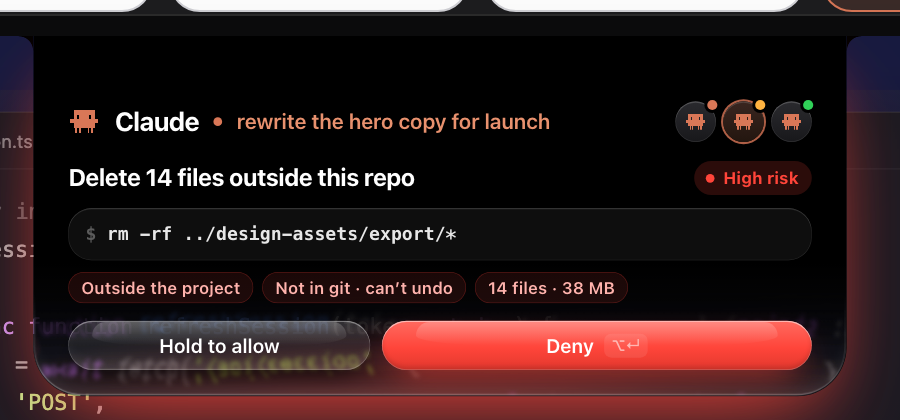 Claude • rewrite the hero copy for launch
Delete 14 files outside this repo
High risk
$ rm -rf ../design-assets/export/*
Outside the project
Not in git · can't undo
14 files · 38 MB
Hold to allow
Deny ⌥↵
n.ts
'POST',